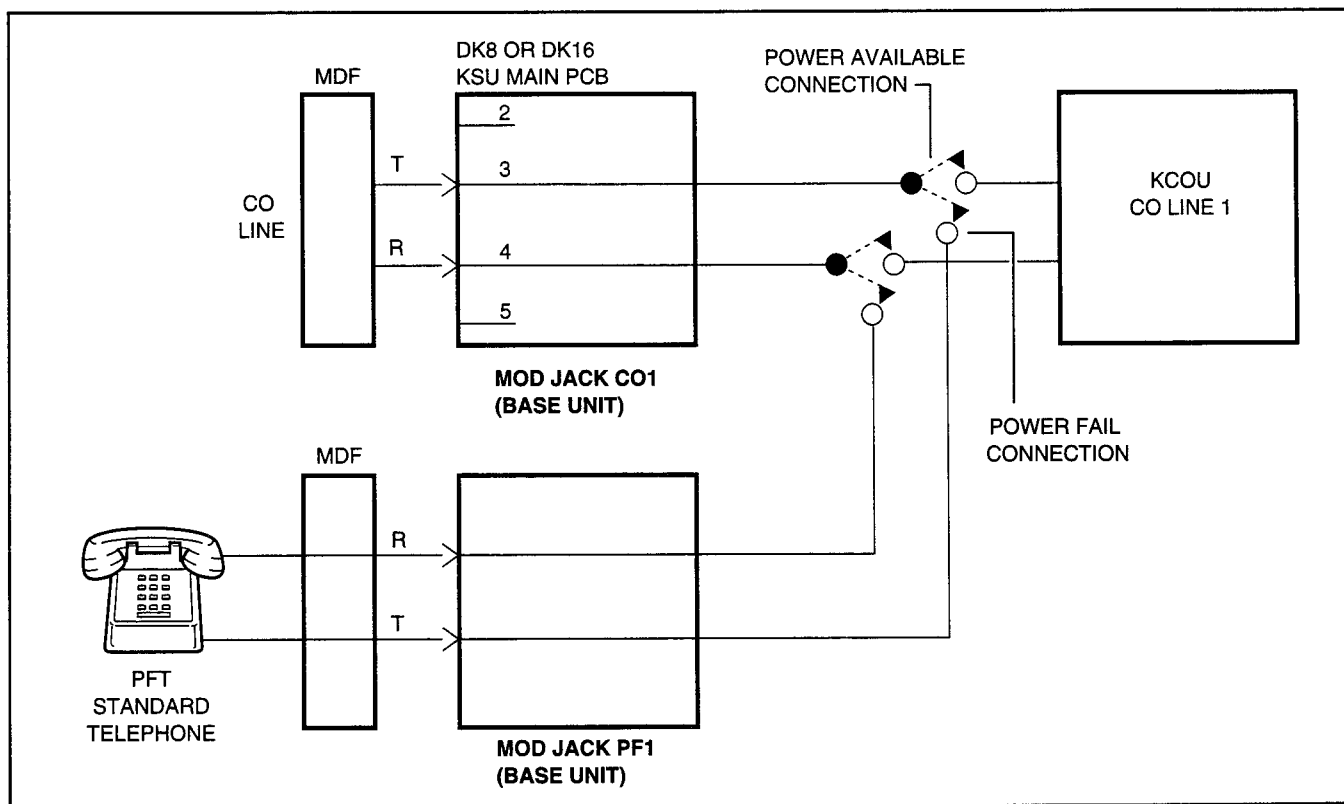 DK8 OR DK16
KSU MAIN PCB
MDF
POWER AVAILABLE
CONNECTION
2
T
3
CO
LINE
R
4
5
KCOU
CO LINE 1
MOD JACK CO1
(BASE UNIT)
POWER FAIL
CONNECTION
MDF
R
T
PFT
STANDARD
TELEPHONE
MOD JACK PF1
(BASE UNIT)